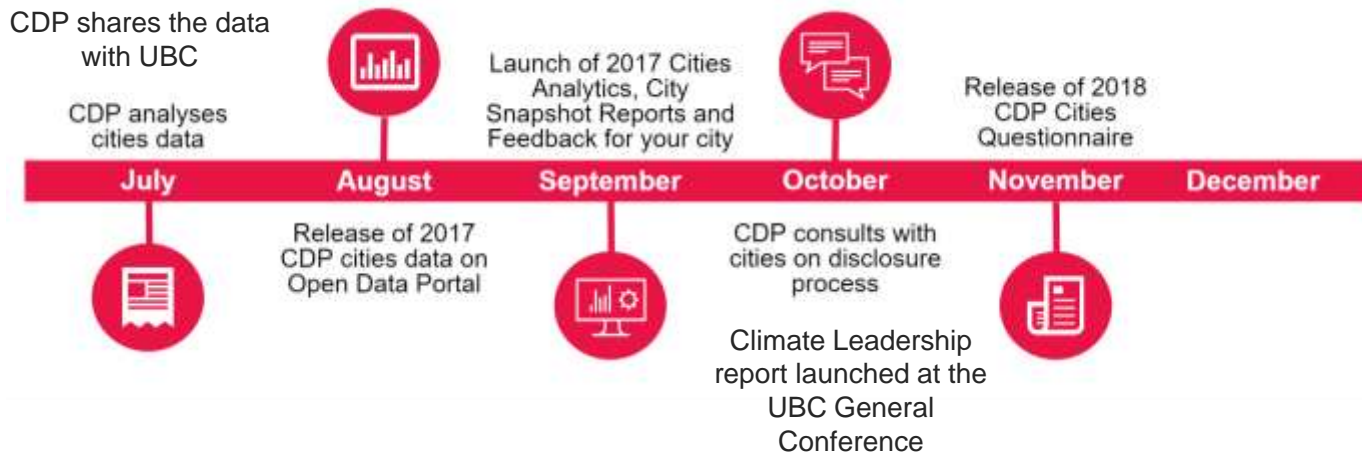 CDP shares the data
with UBC
CDP analyses
cities data
Launch of 2017 Cities
Analytics, City
Snapshot Reports and
Feedback for your city
Release of 2018
CDP Cities
Questionnaire
July
August
September
October
November
December
Release of 2017
CDP cities data on
Open Data Portal
CDP consults with
cities on disclosure
process
Climate Leadership
report launched at the
UBC General
Conference